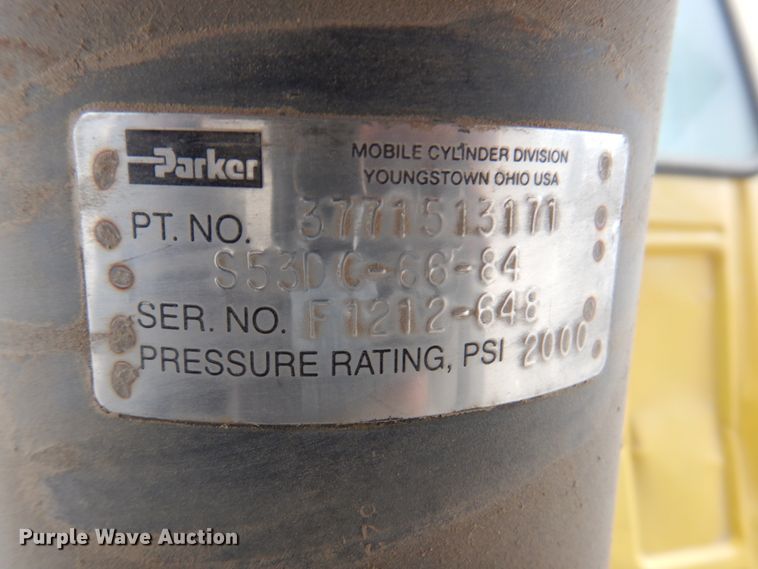 Parker
MOBILE CYLINDER DIVISION
YOUNGSTOWN OHIO USA
PT. NO. 3771513171
S53DC-66-84
SER. NO. F1212-648
PRESSURE RATING, PSI 2000
Purple Wave Auction